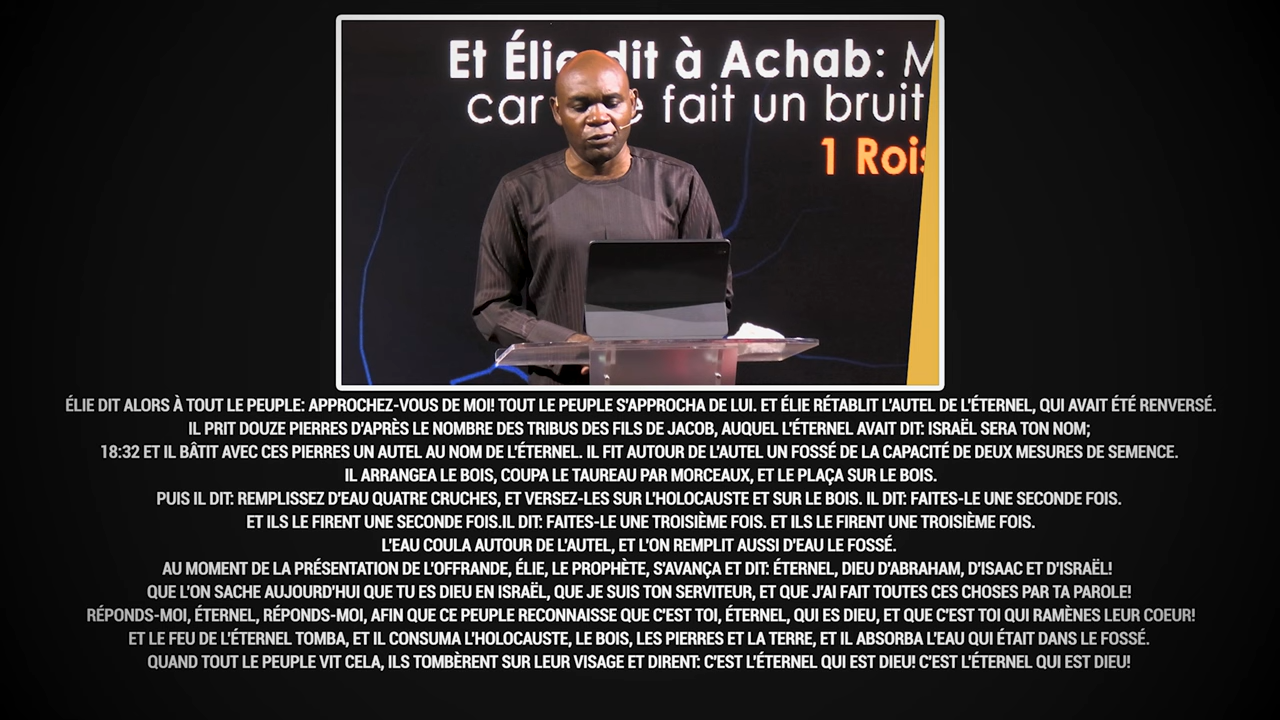 Et Élie dit à Achab: M
car fait un bruit
1 Rois
ÉLIE DIT ALORS À TOUT LE PEUPLE: APPROCHEZ-VOUS DE MOI! TOUT LE PEUPLE S'APPROCHA DE LUI. ET ÉLIE RÉTABLIT L'AUTEL DE L'ÉTERNEL, QUI AVAIT ÉTÉ RENVERSÉ.
IL PRIT DOUZE PIERRES D'APRÈS LE NOMBRE DES TRIBUS DES FILS DE JACOB, AUQUEL L'ÉTERNEL AVAIT DIT: ISRAËL SERA TON NOM;
18:32 ET IL BÂTIT AVEC CES PIERRES UN AUTEL AU NOM DE L'ÉTERNEL. IL FIT AUTOUR DE L'AUTEL UN FOSSÉ DE LA CAPACITÉ DE DEUX MESURES DE SEMENCE.
IL ARRANGEA LE BOIS, COUPA LE TAUREAU PAR MORCEAUX, ET LE PLAÇA SUR LE BOIS.
PUIS IL DIT: REMPLISSEZ D'EAU QUATRE CRUCHES, ET VERSEZ-LES SUR L'HOLOCAUSTE ET SUR LE BOIS. IL DIT: FAITES-LE UNE SECONDE FOIS.
ET ILS LE FIRENT UNE SECONDE FOIS.IL DIT: FAITES-LE UNE TROISIÈME FOIS. ET ILS LE FIRENT UNE TROISIÈME FOIS.
L'EAU COULA AUTOUR DE L'AUTEL, ET L'ON REMPLIT AUSSI D'EAU LE FOSSÉ.
AU MOMENT DE LA PRÉSENTATION DE L'OFFRANDE, ÉLIE, LE PROPHÈTE, S'AVANÇA ET DIT: ÉTERNEL, DIEU D'ABRAHAM, D'ISAAC ET D'ISRAËL!
QUE L'ON SACHE AUJOURD'HUI QUE TU ES DIEU EN ISRAËL, QUE JE SUIS TON SERVITEUR, ET QUE J'AI FAIT TOUTES CES CHOSES PAR TA PAROLE!
RÉPONDS-MOI, ÉTERNEL, RÉPONDS-MOI, AFIN QUE CE PEUPLE RECONNAISSE QUE C'EST TOI, ÉTERNEL, QUI ES DIEU, ET QUE C'EST TOI QUI RAMÈNES LEUR COEUR!
ET LE FEU DE L'ÉTERNEL TOMBA, ET IL CONSUMA L'HOLOCAUSTE, LE BOIS, LES PIERRES ET LA TERRE, ET IL ABSORBA L'EAU QUI ÉTAIT DANS LE FOSSÉ.
QUAND TOUT LE PEUPLE VIT CELA, ILS TOMBÈRENT SUR LEUR VISAGE ET DIRENT: C'EST L'ÉTERNEL QUI EST DIEU! C'EST L'ÉTERNEL QUI EST DIEU!